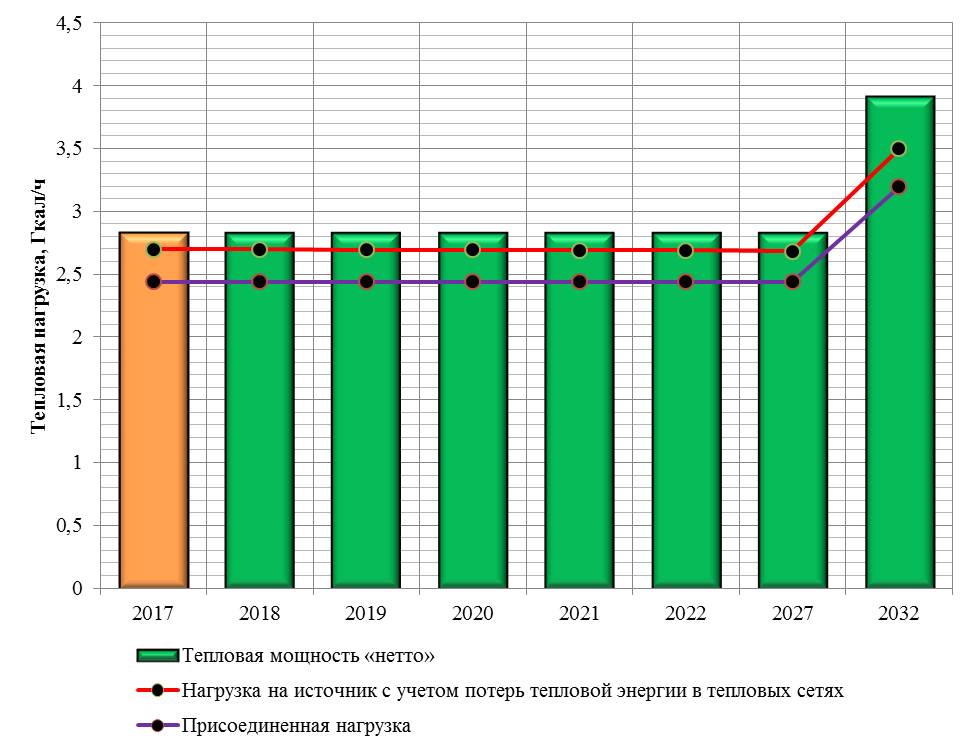 Тепловая нагрузка, Гкал/ч
4,5
4
3,5
3
2,5
2
1,5
1
0,5
0
2017 2018 2019 2020 2021 2022 2027 2032
Тепловая мощность «нетто»
Нагрузка на источник с учетом потерь тепловой энергии в тепловых сетях
Присоединенная нагрузка